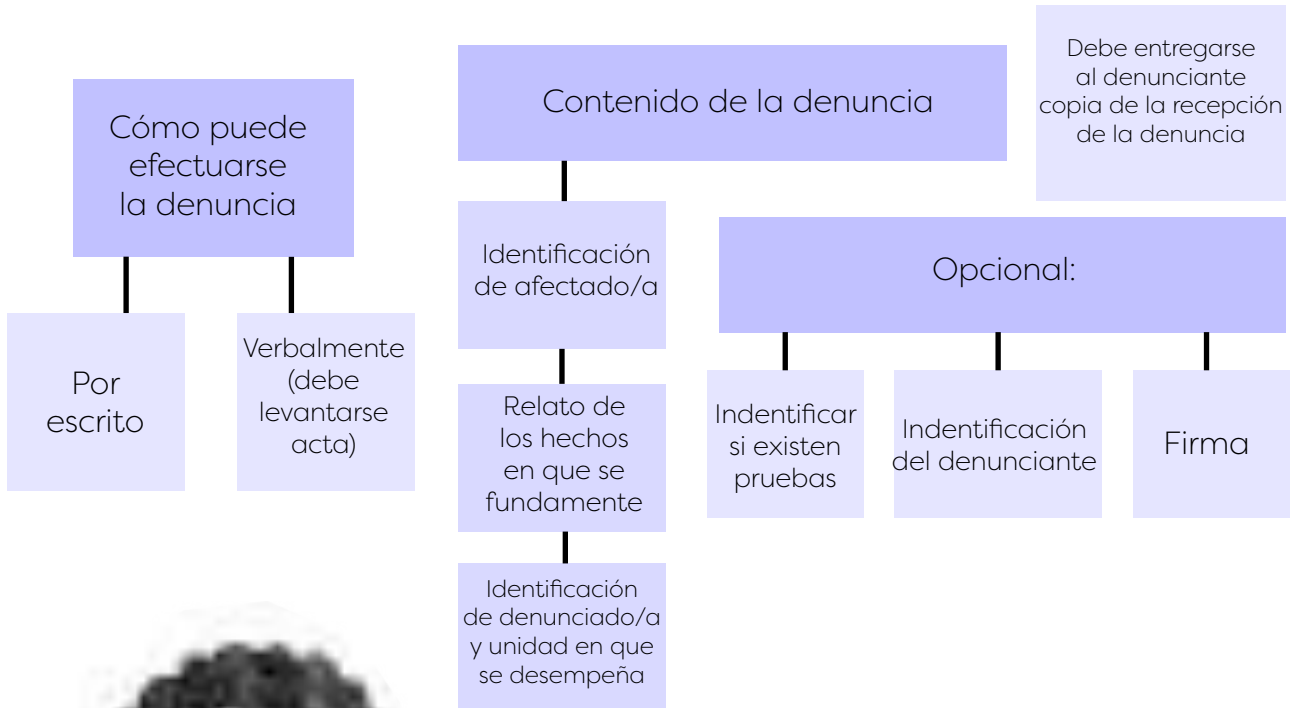 Cómo puede
efectuarse
la denuncia
Por
escrito
Verbalmente
(debe
levantarse
acta)
Contenido de la denuncia
Identificación
de afectado/a
Relato de
los hechos
en que se
fundamente
Identificación
de denunciado/a
y unidad en que
se desempeña
Debe entregarse
al denunciante
copia de la recepción
de la denuncia
Opcional:
Indentificar
si existen
pruebas
Indentificación
del denunciante
Firma